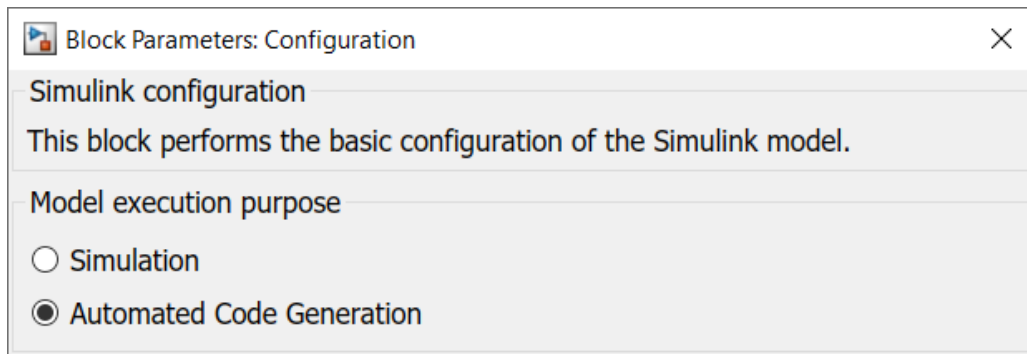 Block Parameters: Configuration
Simulink configuration
This block performs the basic configuration of the Simulink model.
Model execution purpose
Simulation
Automated Code Generation